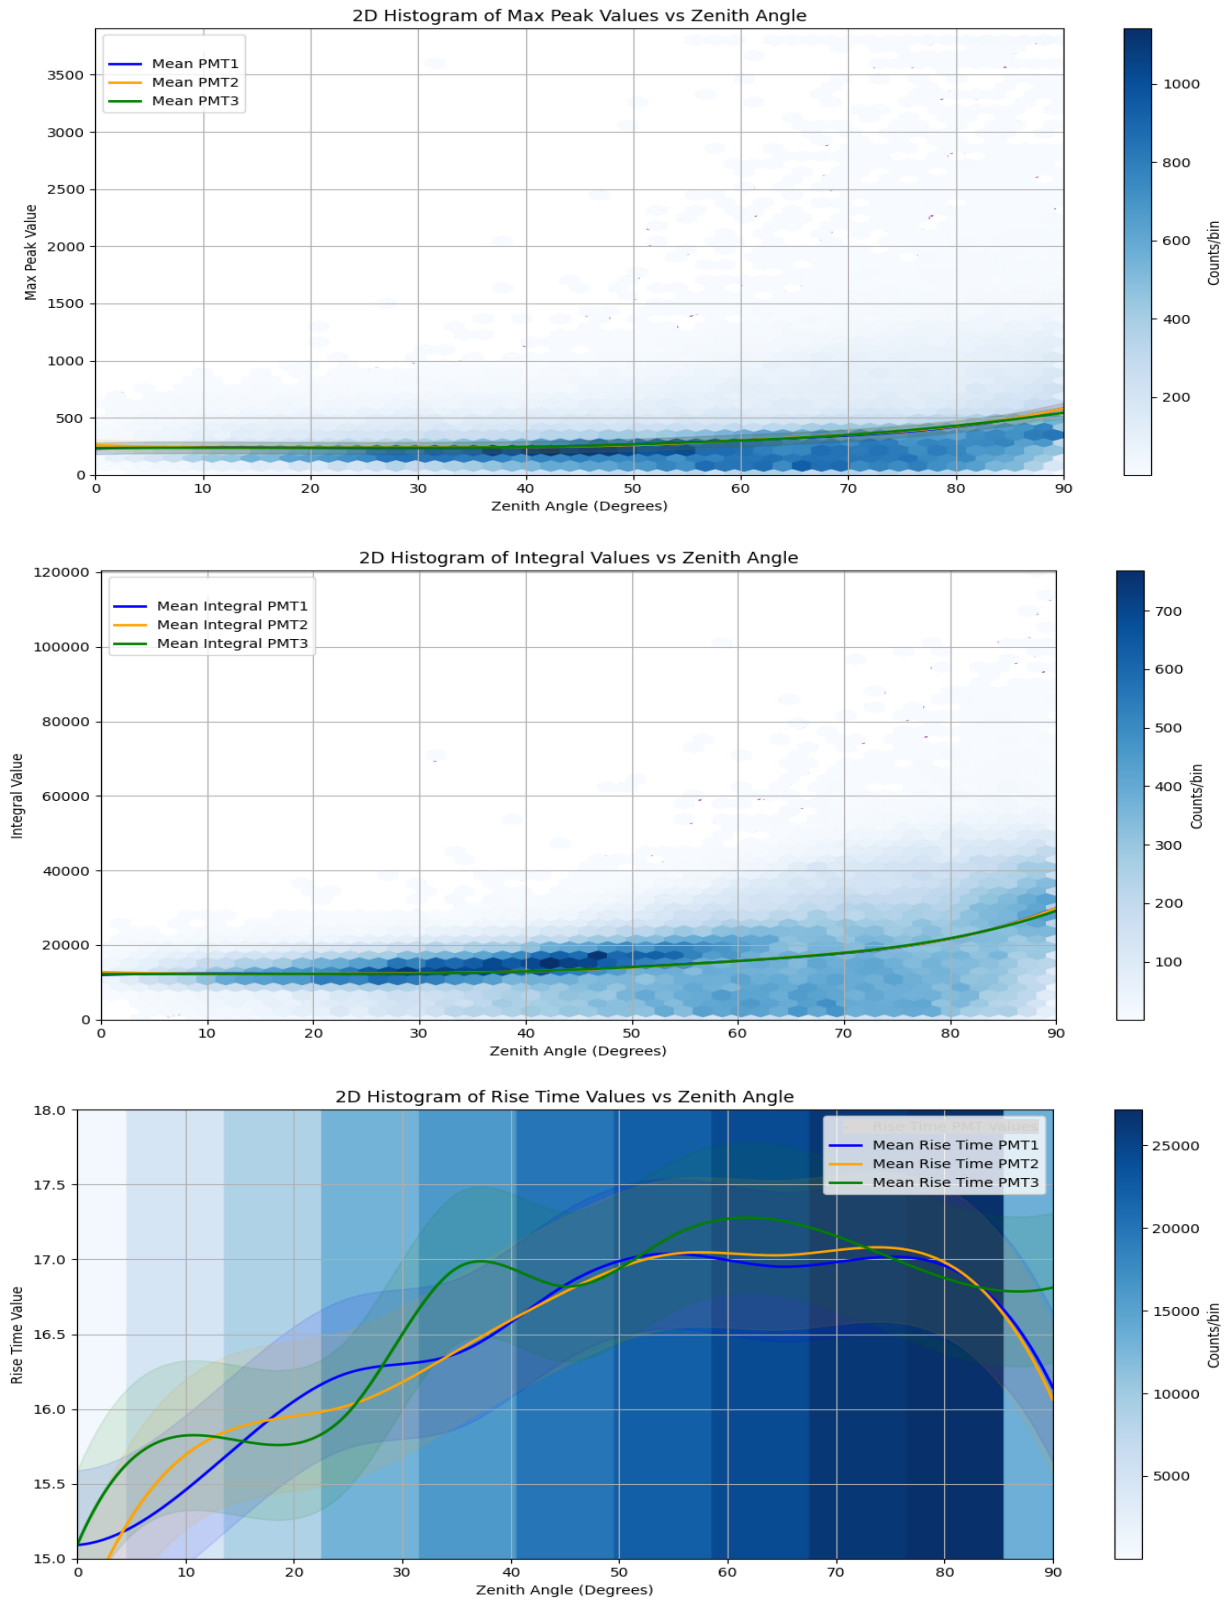 2D Histogram of Max Peak Values vs Zenith Angle
Mean PMT1
Mean PMT2
Mean PMT3
3500
3000
2500
2000
1500
1000
500
0
Max Peak Value
0 10 20 30 40 50 60 70 80 90
Zenith Angle (Degrees)
1000
800
600
400
200
Counts/bin
2D Histogram of Integral Values vs Zenith Angle
Mean Integral PMT1
Mean Integral PMT2
Mean Integral PMT3
120000
100000
80000
60000
40000
20000
0
Integral Value
0 10 20 30 40 50 60 70 80 90
Zenith Angle (Degrees)
700
600
500
400
300
200
100
Counts/bin
2D Histogram of Rise Time Values vs Zenith Angle
Rise Time PMT Values
Mean Rise Time PMT1
Mean Rise Time PMT2
Mean Rise Time PMT3
18.0
17.5
17.0
16.5
16.0
15.5
15.0
Rise Time Value
0 10 20 30 40 50 60 70 80 90
Zenith Angle (Degrees)
25000
20000
15000
10000
5000
Counts/bin